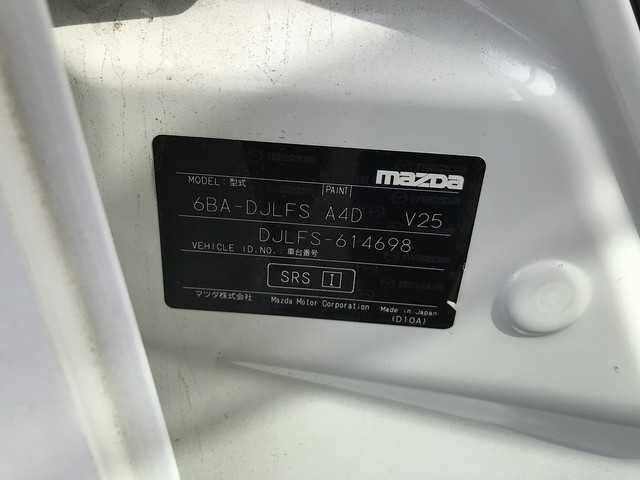 mazda
MODEL: 型式 PAINT
6BA-DJLFS A4D V25
DJLFS-614698
VEHICLE ID.NO.: 車台番号
SRS I
マツダ株式会社 Mazda Motor Corporation Made in Japan
(D10A)